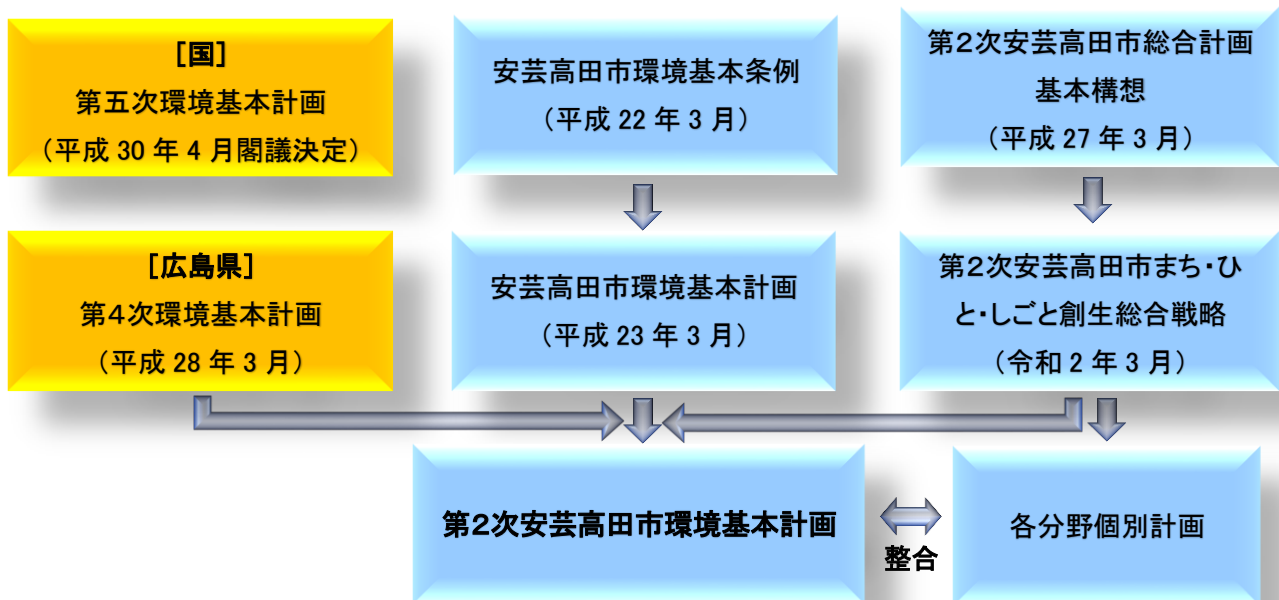 [国]
第五次環境基本計画
(平成 30 年 4 月閣議決定)
安芸高田市環境基本条例
(平成 22 年 3 月)
第2次安芸高田市総合計画
基本構想
(平成 27 年 3 月)
[広島県]
第4次環境基本計画
(平成 28 年 3 月)
安芸高田市環境基本計画
(平成 23 年 3 月)
第2次安芸高田市まち・ひ
と・しごと創生総合戦略
(令和 2 年 3 月)
第2次安芸高田市環境基本計画
整合
各分野個別計画